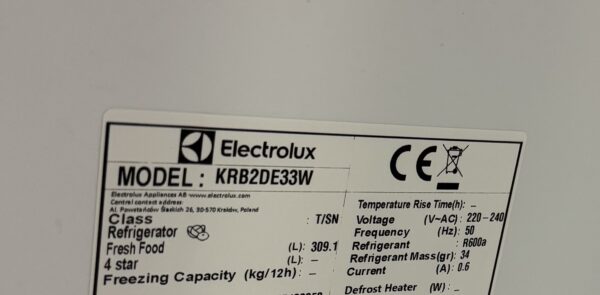 Electrolux
MODEL : KRB2DE33W
Electrolux Appliances AB www.electrolux.com
Central contact address:
Al. Powstańców Śląskich 26, 30-570 Kraków, Poland
Class : T/SN
Refrigerator
Fresh Food (L): 309.1
4 star (L): –
Freezing Capacity (kg/12h) : –
CE
Temperature Rise Time(h): –
Voltage (V~AC): 220-240
Frequency (Hz): 50
Refrigerant : R600a
Refrigerant Mass(gr): 34
Current (A): 0.6
Defrost Heater (W): –